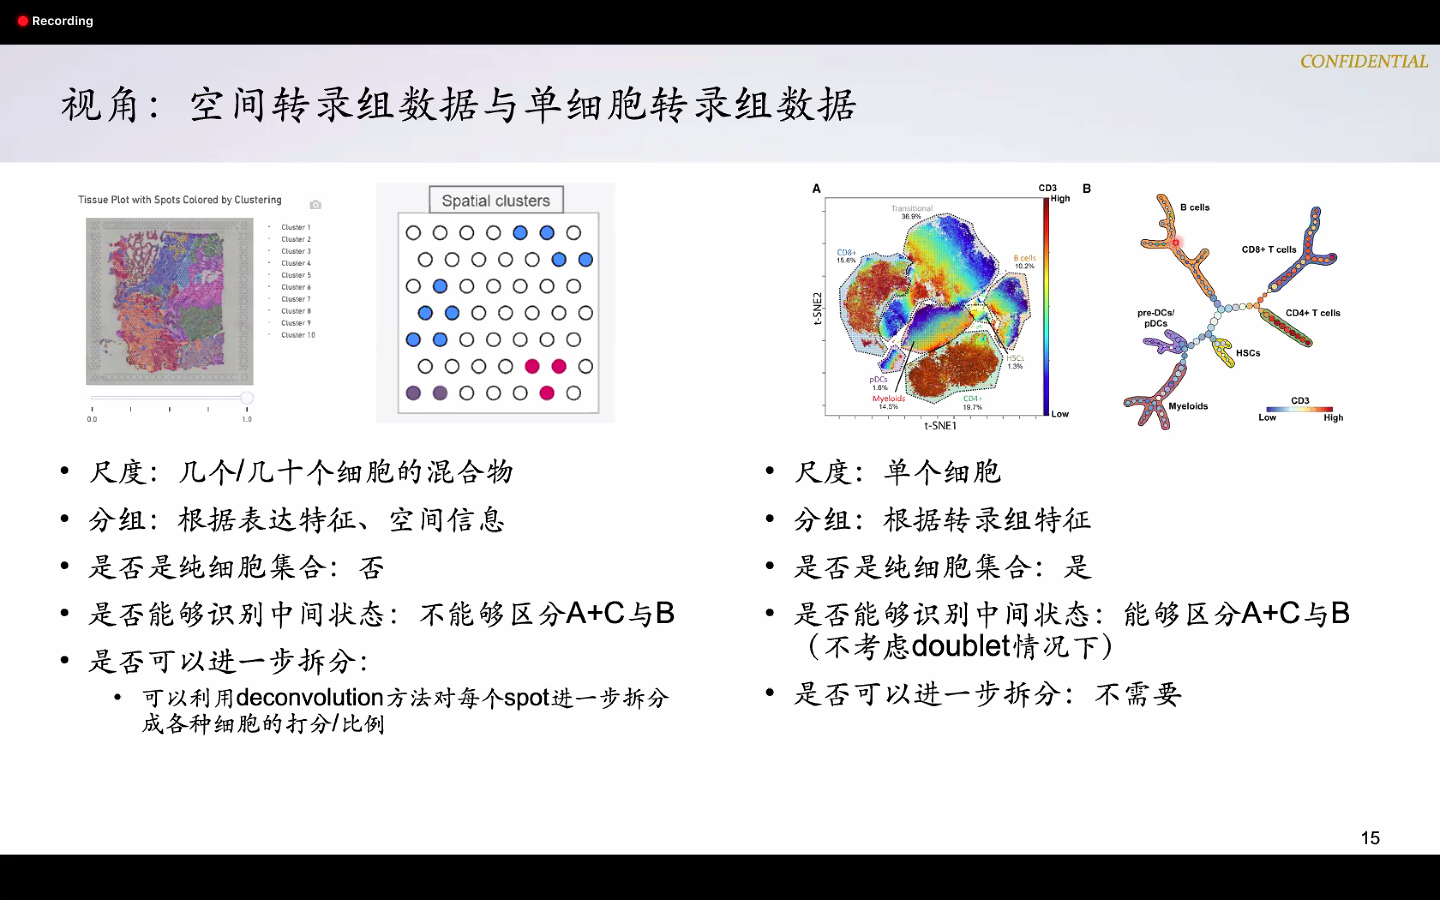 Recording
CONFIDENTIAL
视角：空间转录组数据与单细胞转录组数据
Tissue Plot with Spots Colored by Clustering
Cluster 1
Cluster 2
Cluster 3
Cluster 4
Cluster 5
Cluster 6
Cluster 7
Cluster 8
Cluster 9
Cluster 10
0.0
1.0
Spatial clusters
A
CD3
High
Transitional
36.9%
CD8+
15.6%
B cells
10.2%
t-SNE2
HSCs
1.3%
pDCs
1.8%
Myeloids
14.5%
CD4+
19.7%
Low
t-SNE1
B
B cells
CD8+ T cells
pre-DCs/
pDCs
CD4+ T cells
HSCs
Myeloids
CD3
Low
High
• 尺度：几个/几十个细胞的混合物
• 分组：根据表达特征、空间信息
• 是否是纯细胞集合：否
• 是否能够识别中间状态：不能够区分A+C与B
• 是否可以进一步拆分：
• 可以利用deconvolution方法对每个spot进一步拆分
成各种细胞的打分/比例
• 尺度：单个细胞
• 分组：根据转录组特征
• 是否是纯细胞集合：是
• 是否能够识别中间状态：能够区分A+C与B
（不考虑doublet情况下）
• 是否可以进一步拆分：不需要
15